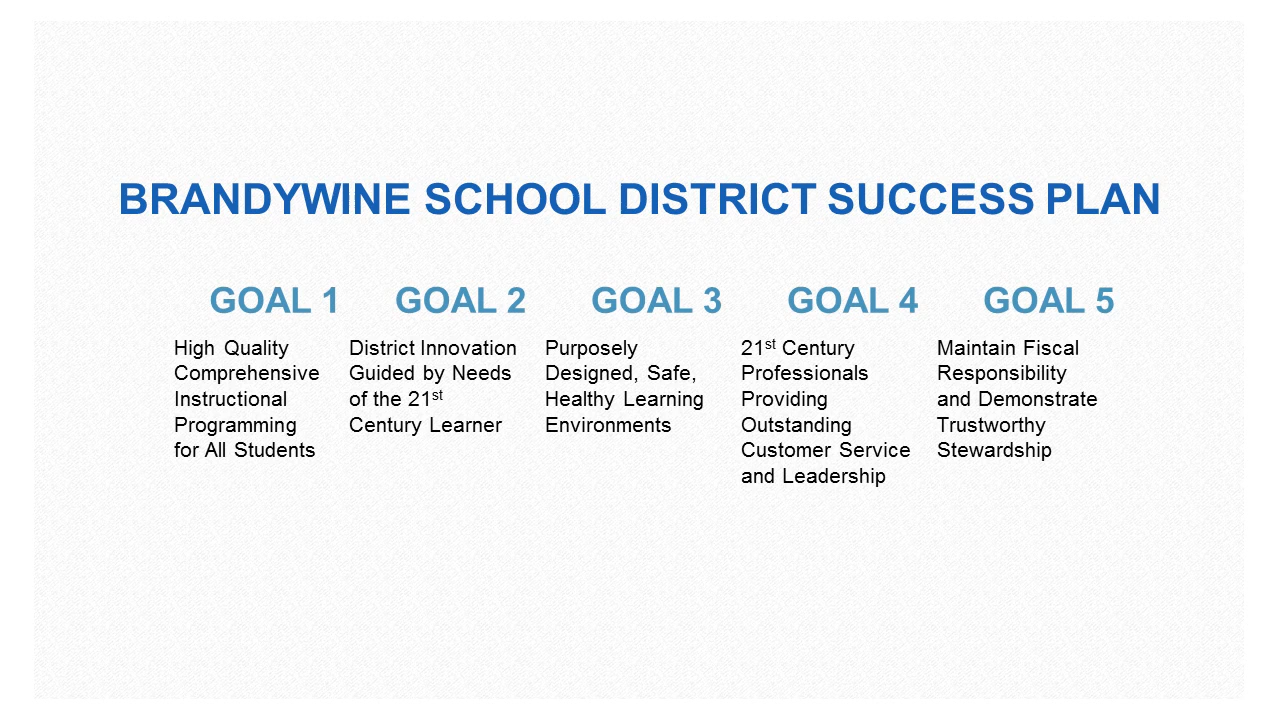 BRANDYWINE SCHOOL DISTRICT SUCCESS PLAN
GOAL 1
High Quality
Comprehensive
Instructional
Programming
for All Students
GOAL 2
District Innovation
Guided by Needs
of the 21st
Century Learner
GOAL 3
Purposely
Designed, Safe,
Healthy Learning
Environments
GOAL 4
21st Century
Professionals
Providing
Outstanding
Customer Service
and Leadership
GOAL 5
Maintain Fiscal
Responsibility
and Demonstrate
Trustworthy
Stewardship